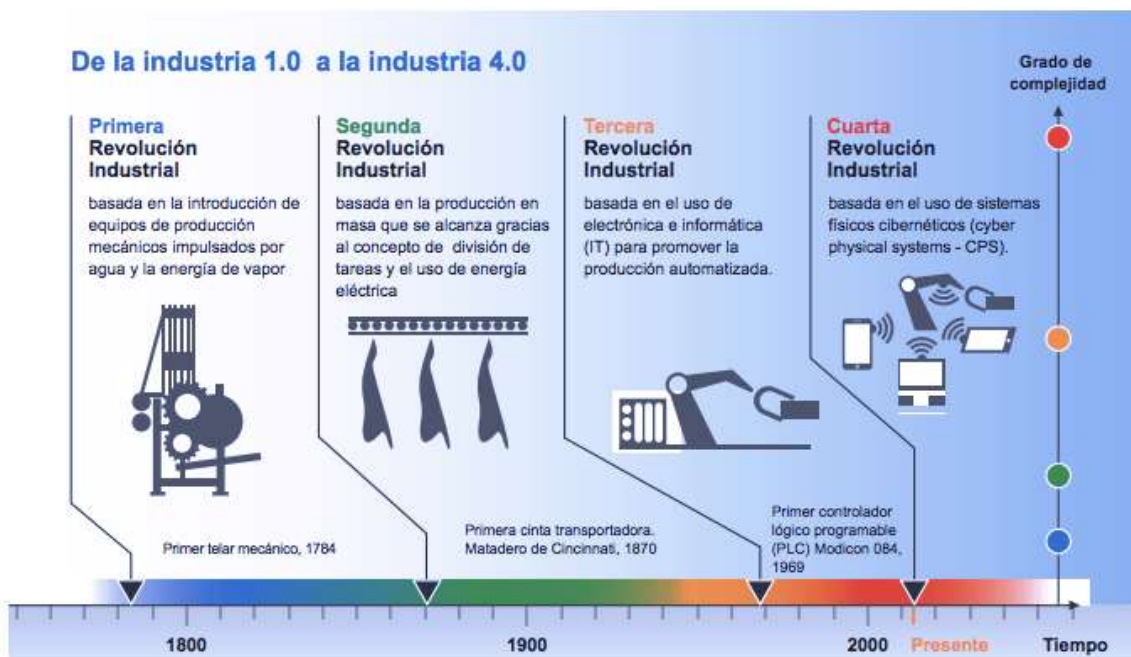 De la industria 1.0 a la industria 4.0
Grado de
complejidad
Primera
Revolución
Industrial
basada en la introducción de
equipos de producción
mecánicos impulsados por
agua y la energía de vapor
Segunda
Revolución
Industrial
basada en la producción en
masa que se alcanza gracias
al concepto de división de
tareas y el uso de energía
eléctrica
Tercera
Revolución
Industrial
basada en el uso de
electrónica e informática
(IT) para promover la
producción automatizada.
Cuarta
Revolución
Industrial
basada en el uso de sistemas
físicos cibernéticos (cyber
physical systems - CPS).
Primer telar mecánico, 1784
Primera cinta transportadora.
Matadero de Cincinnati, 1870
Primer controlador
lógico programable
(PLC) Modicon 084,
1969
1800
1900
2000
Presente
Tiempo